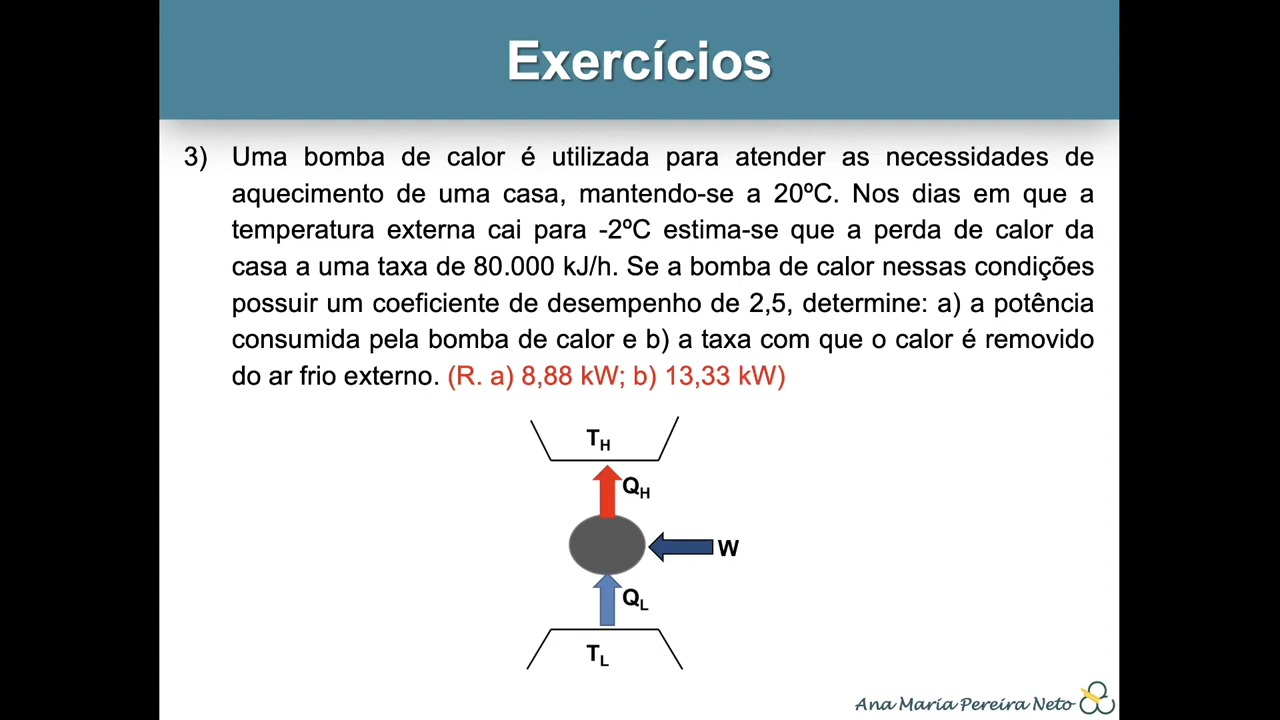 Exercícios
3) Uma bomba de calor é utilizada para atender as necessidades de
aquecimento de uma casa, mantendo-se a 20ºC. Nos dias em que a
temperatura externa cai para -2ºC estima-se que a perda de calor da
casa a uma taxa de 80.000 kJ/h. Se a bomba de calor nessas condições
possuir um coeficiente de desempenho de 2,5, determine: a) a potência
consumida pela bomba de calor e b) a taxa com que o calor é removido
do ar frio externo. (R. a) 8,88 kW; b) 13,33 kW)
TH
QH
W
QL
TL
Ana Maria Pereira Neto